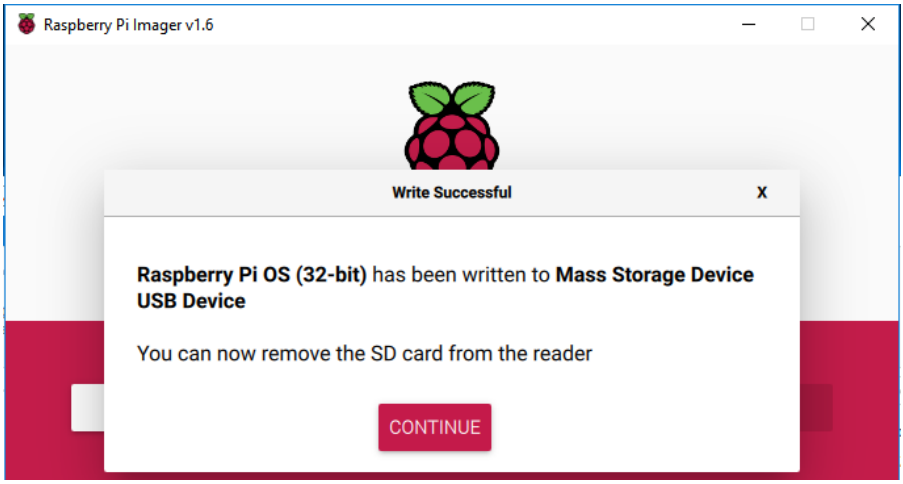 Raspberry Pi Imager v1.6
Write Successful
X
Raspberry Pi OS (32-bit) has been written to Mass Storage Device
USB Device
You can now remove the SD card from the reader
CONTINUE